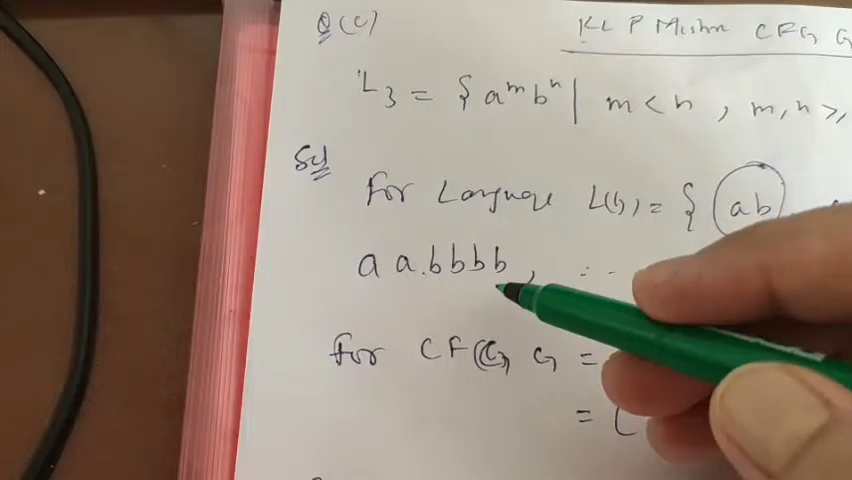 Q (C) KLP Mishra CFG G
L3 = { a^m b^n | m < n , m, n ≥
Sol
For Language L(G) = { ab
a a b b b b , . . .
For CFG G =
= (